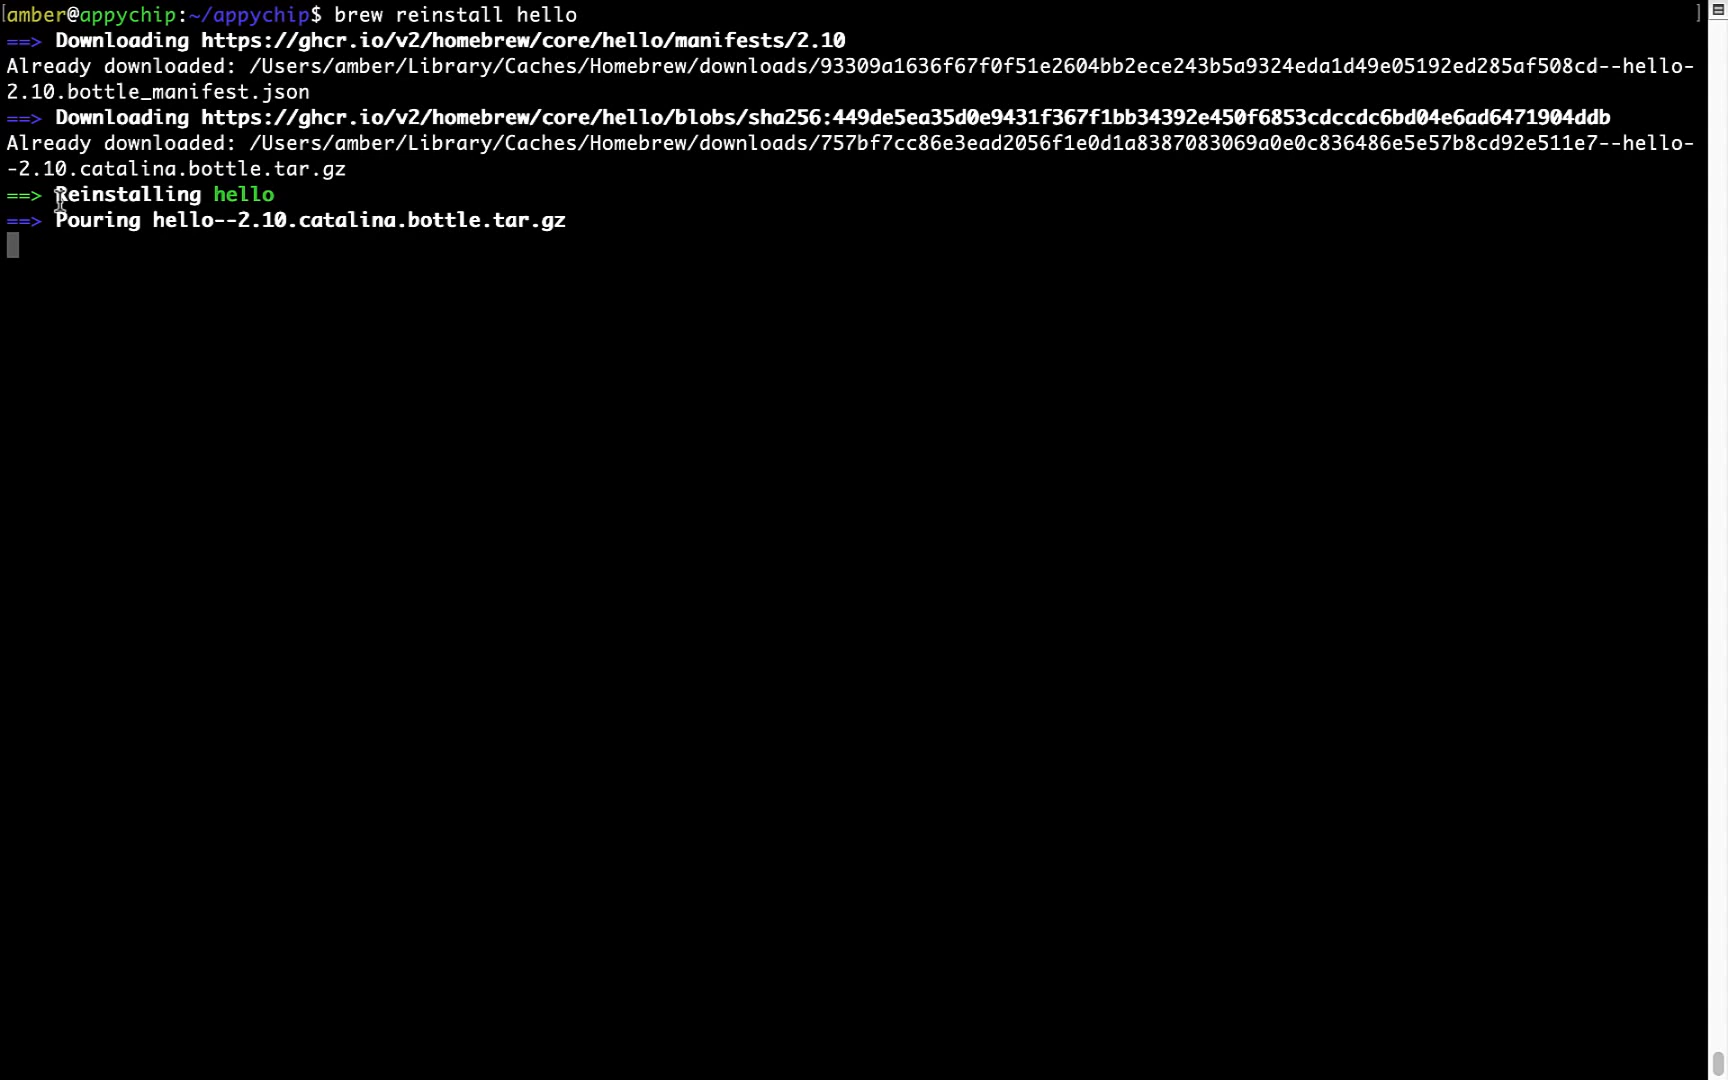 [amber@appychip:~/appychip$ brew reinstall hello ]
==> Downloading https://ghcr.io/v2/homebrew/core/hello/manifests/2.10
Already downloaded: /Users/amber/Library/Caches/Homebrew/downloads/93309a1636f67f0f51e2604bb2ece243b5a9324eda1d49e05192ed285af508cd--hello-
2.10.bottle_manifest.json
==> Downloading https://ghcr.io/v2/homebrew/core/hello/blobs/sha256:449de5ea35d0e9431f367f1bb34392e450f6853cdccdc6bd04e6ad6471904ddb
Already downloaded: /Users/amber/Library/Caches/Homebrew/downloads/757bf7cc86e3ead2056f1e0d1a8387083069a0e0c836486e5e57b8cd92e511e7--hello-
-2.10.catalina.bottle.tar.gz
==> Reinstalling hello
==> Pouring hello--2.10.catalina.bottle.tar.gz